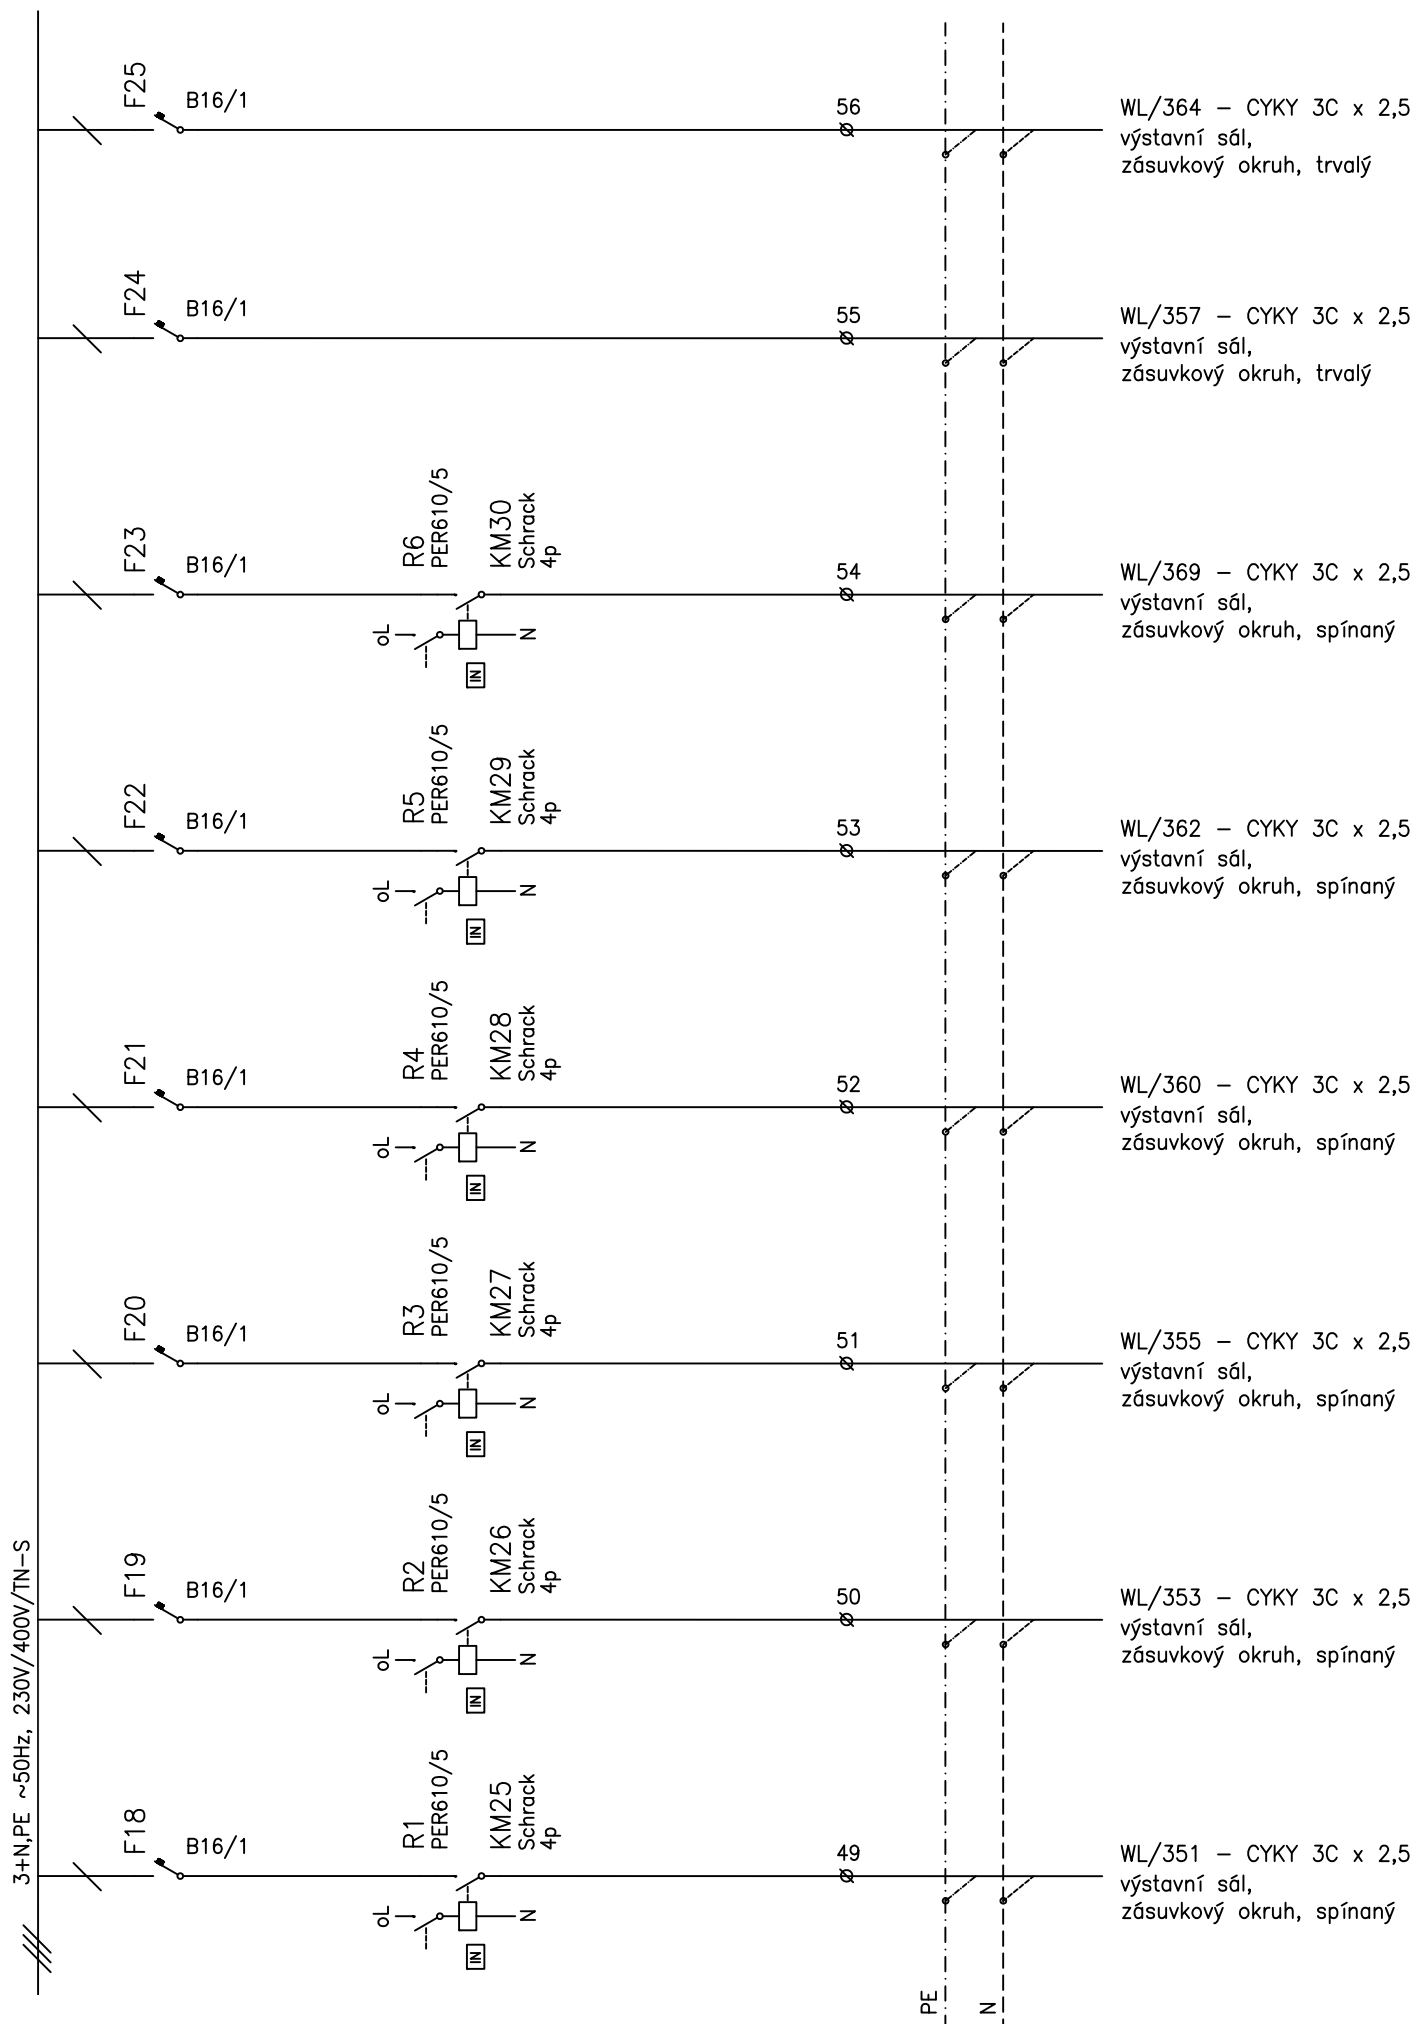 F25
B16/1
56
WL/364 – CYKY 3C x 2,5
výstavní sál,
zásuvkový okruh, trvalý
F24
B16/1
55
WL/357 – CYKY 3C x 2,5
výstavní sál,
zásuvkový okruh, trvalý
F23
B16/1
R6
PER610/5
KM30
Schrack
4p
oL
N
IN
54
WL/369 – CYKY 3C x 2,5
výstavní sál,
zásuvkový okruh, spínaný
F22
B16/1
R5
PER610/5
KM29
Schrack
4p
oL
N
IN
53
WL/362 – CYKY 3C x 2,5
výstavní sál,
zásuvkový okruh, spínaný
F21
B16/1
R4
PER610/5
KM28
Schrack
4p
oL
N
IN
52
WL/360 – CYKY 3C x 2,5
výstavní sál,
zásuvkový okruh, spínaný
F20
B16/1
R3
PER610/5
KM27
Schrack
4p
oL
N
IN
51
WL/355 – CYKY 3C x 2,5
výstavní sál,
zásuvkový okruh, spínaný
F19
B16/1
R2
PER610/5
KM26
Schrack
4p
oL
N
IN
50
WL/353 – CYKY 3C x 2,5
výstavní sál,
zásuvkový okruh, spínaný
3+N,PE ~50Hz, 230V/400V/TN–S
F18
B16/1
R1
PER610/5
KM25
Schrack
4p
oL
N
IN
49
WL/351 – CYKY 3C x 2,5
výstavní sál,
zásuvkový okruh, spínaný
PE
N